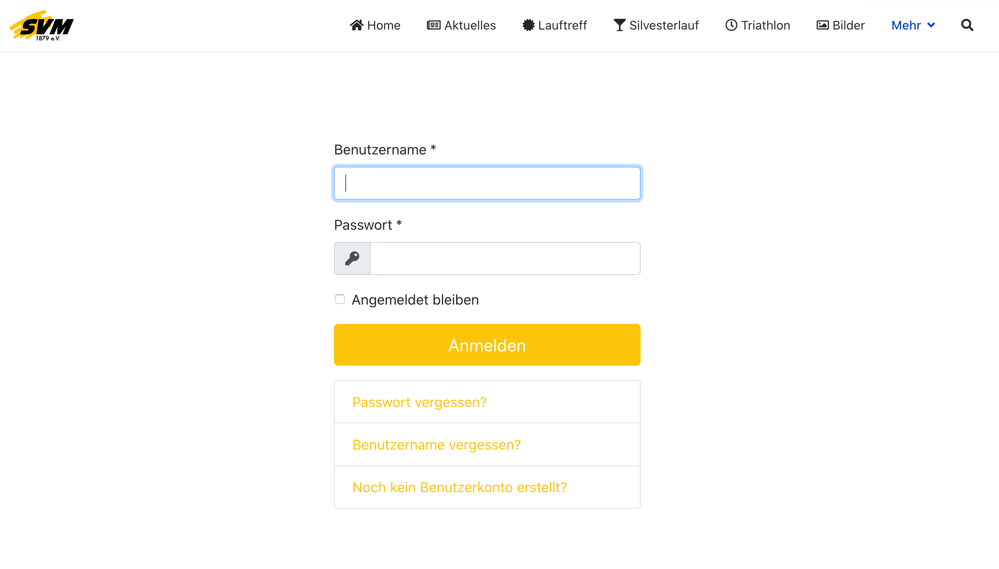 SVM
1879 e.V.
Home Aktuelles Lauftreff Silvesterlauf Triathlon Bilder Mehr
Benutzername *
Passwort *
Angemeldet bleiben
Anmelden
Passwort vergessen?
Benutzername vergessen?
Noch kein Benutzerkonto erstellt?